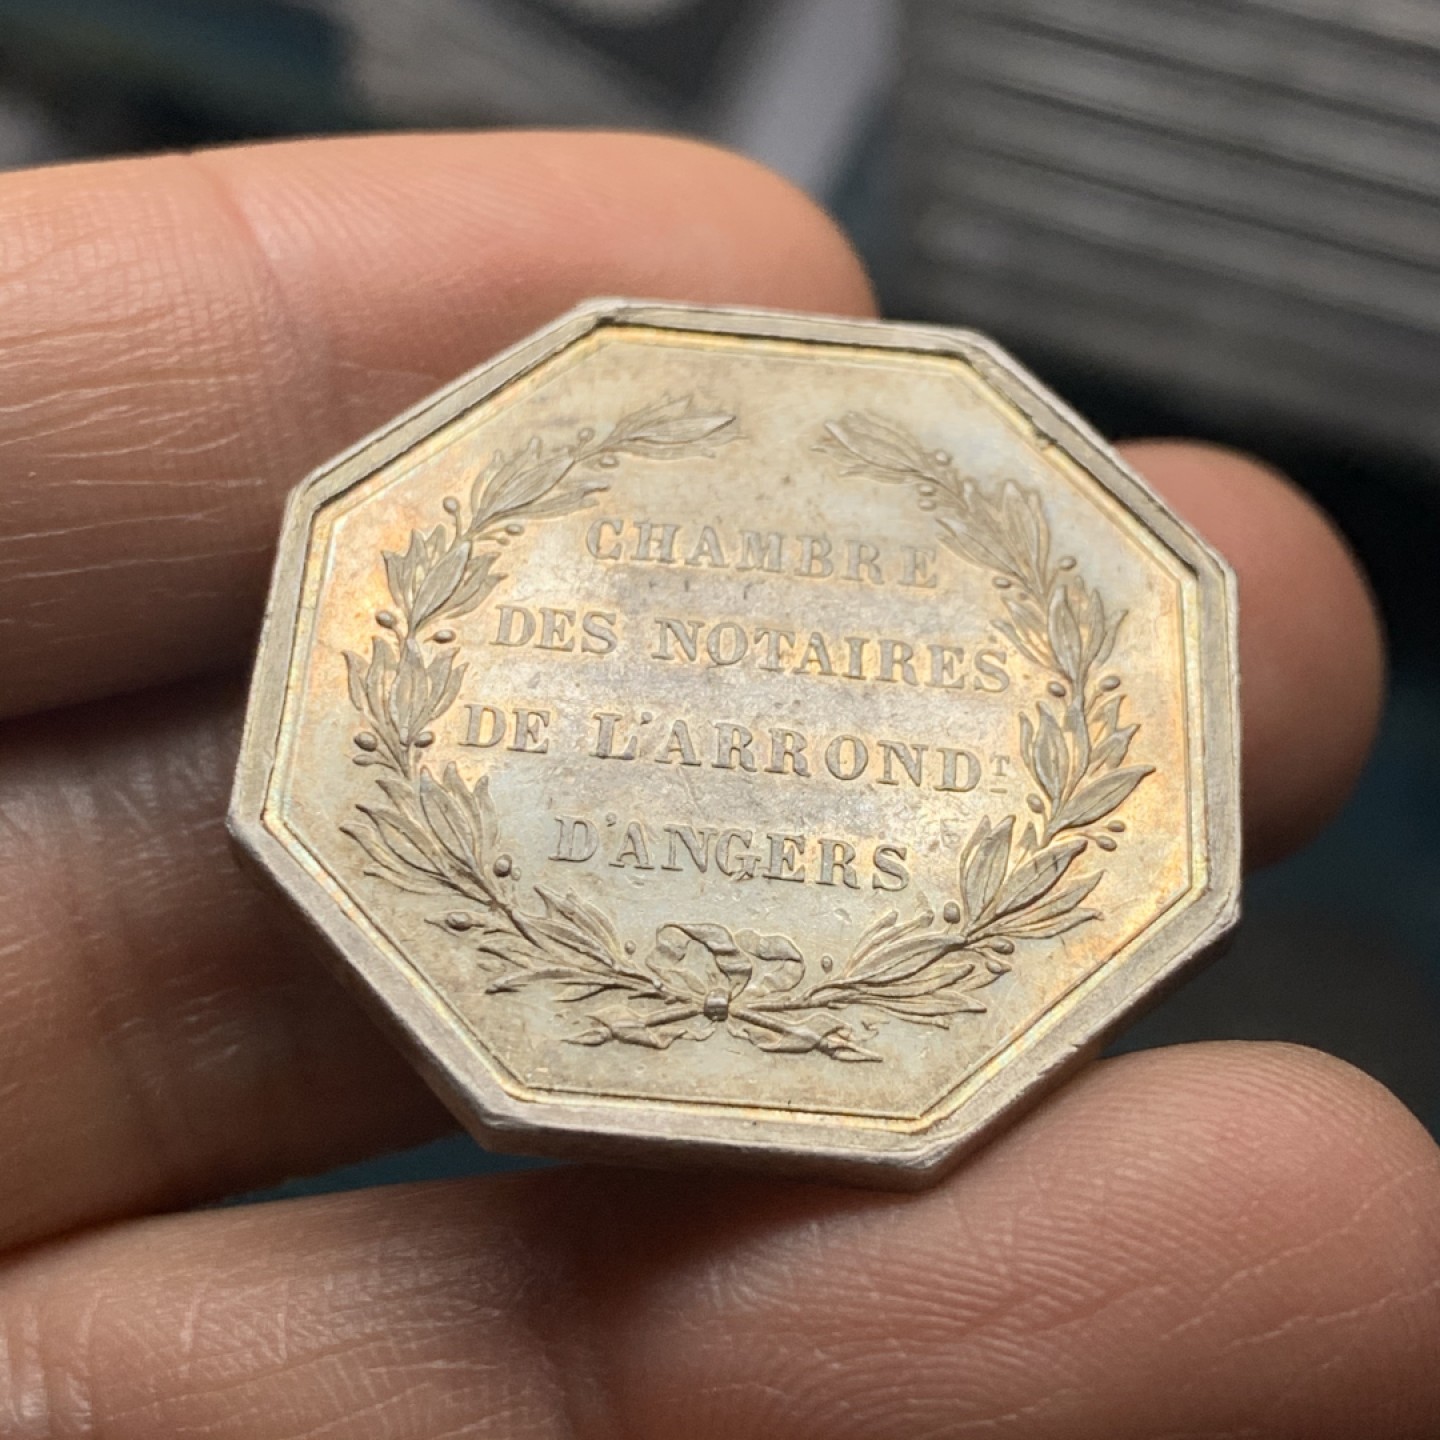 CHAMBRE
DES NOTAIRES
DE L'ARRONDT
D'ANGERS